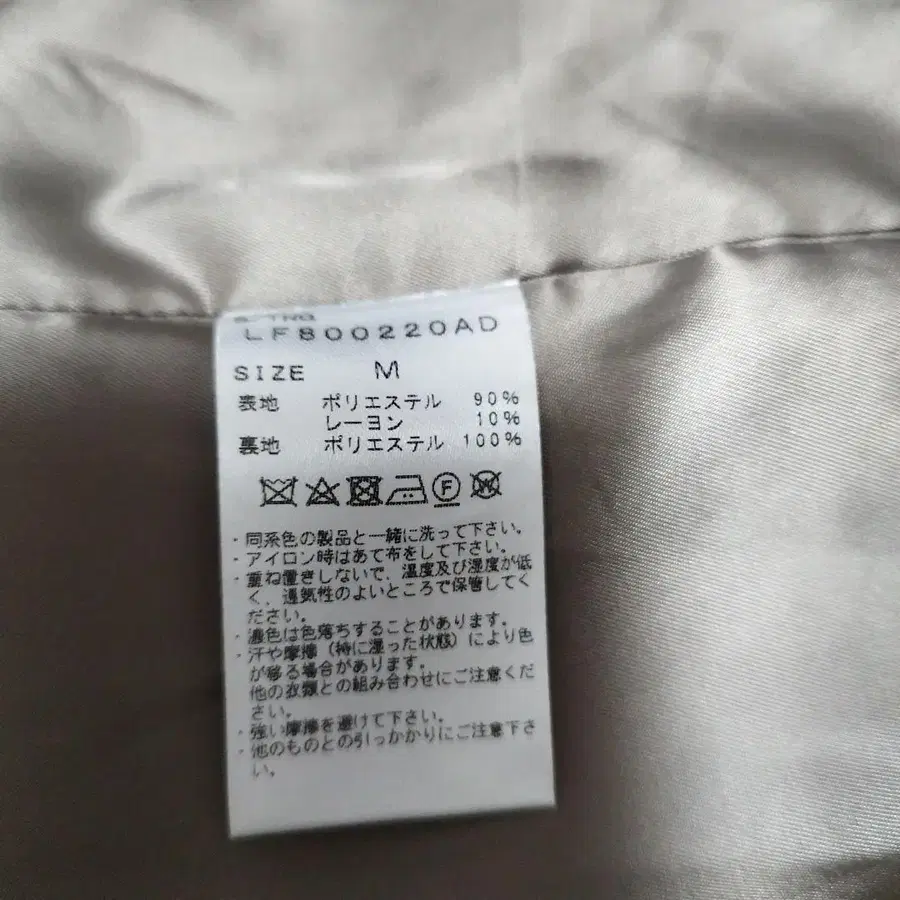 LF800220AD
SIZE M
表地 ポリエステル 90%
レーヨン 10%
裏地 ポリエステル 100%
F
・同系色の製品と一緒に洗って下さい。
・アイロン時はあて布をして下さい。
・重ね置きしないで、温度及び湿度が低
く、通気性のよいところで保管してく
ださい。
・濃色は色落ちすることがあります。
・汗や摩擦（特に湿った状態）により色
が移る場合があります。
他の衣類との組み合わせにご注意くだ
さい。
・強い摩擦を避けて下さい。
・他のものとの引っかかりにご注意下さ
い。